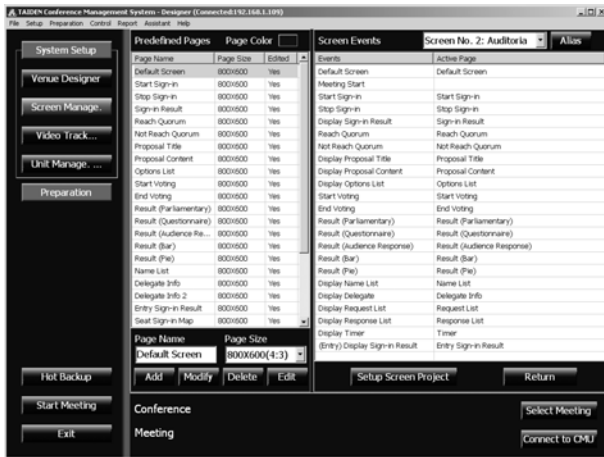 TAIDEN Conference Management System - Designer (Connected:192.168.1.109)
File Setup Preparation Control Report Assistant Help
System Setup
Venue Designer
Screen Manage.
Video Track...
Unit Manage. ...
Preparation
Hot Backup
Start Meeting
Exit
Predefined Pages Page Color
Page Name Page Size Edited
Default Screen 800X600 Yes
Start Sign-in 800X600 Yes
Stop Sign-in 800X600 Yes
Sign-in Result 800X600 Yes
Reach Quorum 800X600 Yes
Not Reach Quorum 800X600 Yes
Proposal Title 800X600 Yes
Proposal Content 800X600 Yes
Options List 800X600 Yes
Start Voting 800X600 Yes
End Voting 800X600 Yes
Result (Parliamentary) 800X600 Yes
Result (Questionnaire) 800X600 Yes
Result (Audience Re... 800X600 Yes
Result (Bar) 800X600 Yes
Result (Pie) 800X600 Yes
Name List 800X600 Yes
Delegate Info 800X600 Yes
Delegate Info 2 800X600 Yes
Entry Sign-in Result 800X600 Yes
Seat Sign-in Map 800X600 Yes
Page Name Page Size
Default Screen 800X600(4:3)
Add Modify Delete Edit
Screen Events Screen No. 2: Auditoria Alias
Events Active Page
Default Screen Default Screen
Meeting Start
Start Sign-in Start Sign-in
Stop Sign-in Stop Sign-in
Display Sign-in Result Sign-in Result
Reach Quorum Reach Quorum
Not Reach Quorum Not Reach Quorum
Display Proposal Title Proposal Title
Display Proposal Content Proposal Content
Display Options List Options List
Start Voting Start Voting
End Voting End Voting
Result (Parliamentary) Result (Parliamentary)
Result (Questionnaire) Result (Questionnaire)
Result (Audience Response) Result (Audience Response)
Result (Bar) Result (Bar)
Result (Pie) Result (Pie)
Display Name List Name List
Display Delegate Delegate Info
Display Request List Request List
Display Response List Response List
Display Timer Timer
(Entry) Display Sign-in Result Entry Sign-in Result
Setup Screen Project Return
Conference Select Meeting
Meeting Connect to CMU